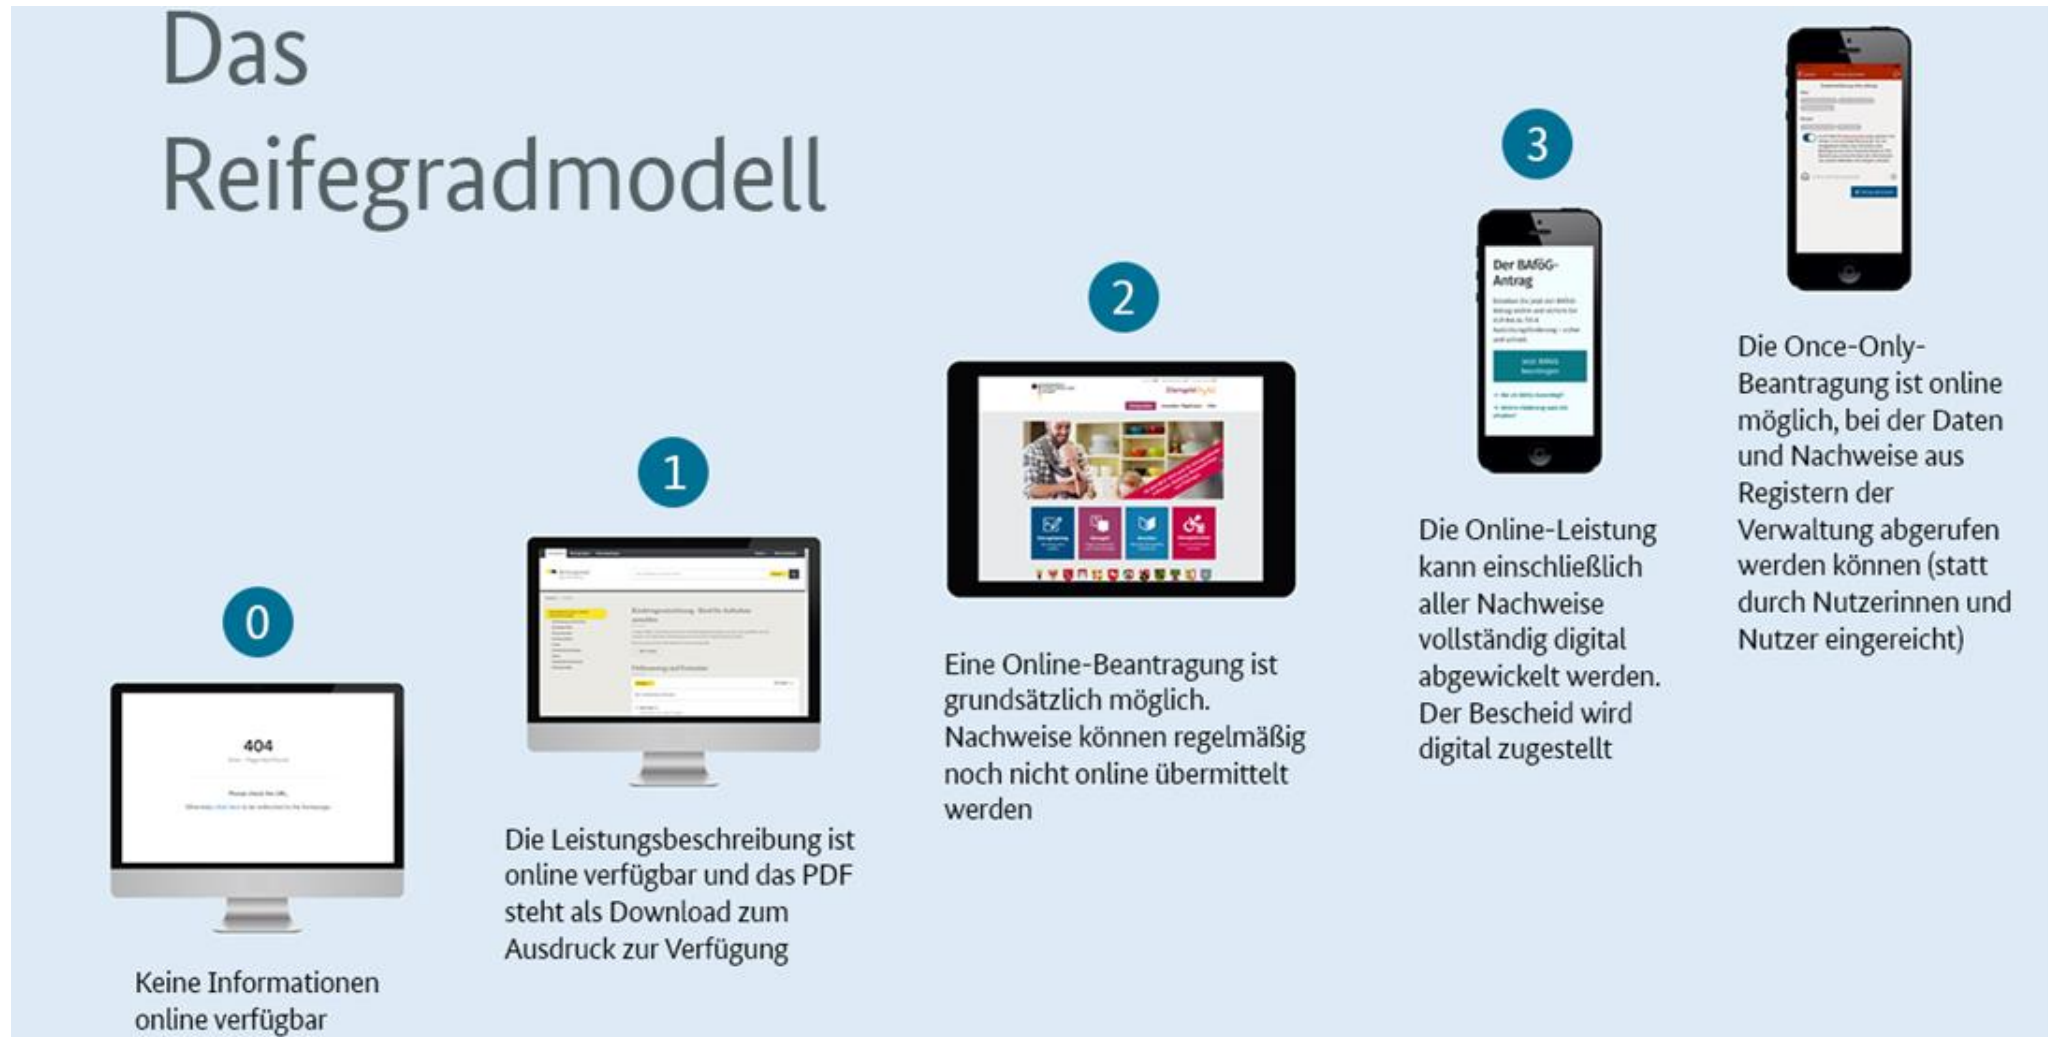 Das
Reifegradmodell
0
404
Keine Informationen
online verfügbar
1
Die Leistungsbeschreibung ist
online verfügbar und das PDF
steht als Download zum
Ausdruck zur Verfügung
2
Eine Online-Beantragung ist
grundsätzlich möglich.
Nachweise können regelmäßig
noch nicht online übermittelt
werden
3
Der BAföG-
Antrag
Die Online-Leistung
kann einschließlich
aller Nachweise
vollständig digital
abgewickelt werden.
Der Bescheid wird
digital zugestellt
Die Once-Only-
Beantragung ist online
möglich, bei der Daten
und Nachweise aus
Registern der
Verwaltung abgerufen
werden können (statt
durch Nutzerinnen und
Nutzer eingereicht)